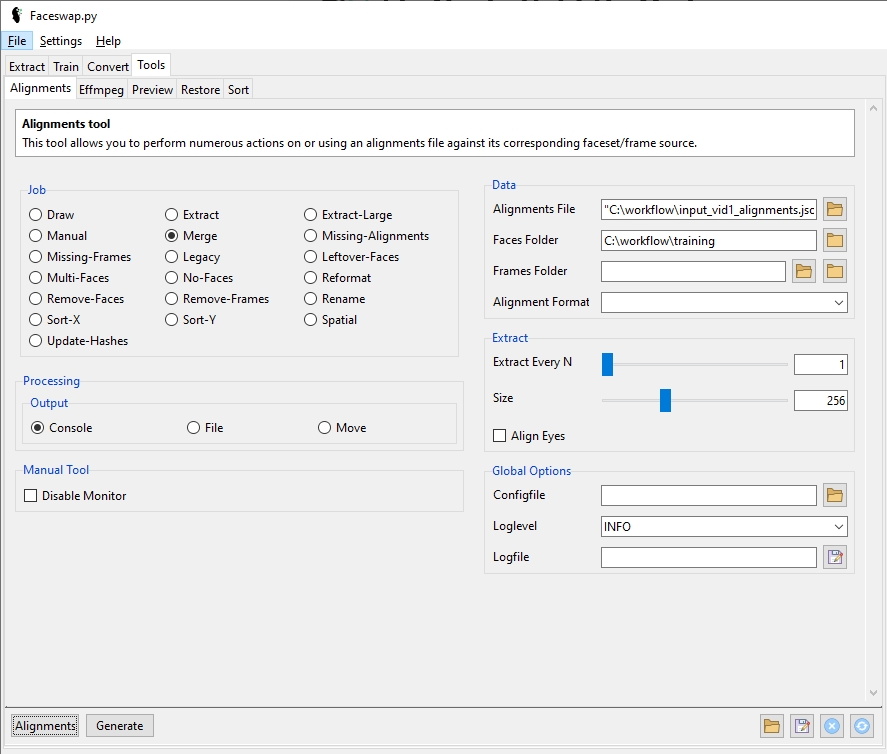 Faceswap.py
File Settings Help
Extract Train Convert Tools
Alignments Effmpeg Preview Restore Sort
Alignments tool
This tool allows you to perform numerous actions on or using an alignments file against its corresponding faceset/frame source.
Job
Draw Extract Extract-Large
Manual Merge Missing-Alignments
Missing-Frames Legacy Leftover-Faces
Multi-Faces No-Faces Reformat
Remove-Faces Remove-Frames Rename
Sort-X Sort-Y Spatial
Update-Hashes
Processing
Output
Console File Move
Manual Tool
Disable Monitor
Data
Alignments File "C:\workflow\input_vid1_alignments.jsc
Faces Folder C:\workflow\training
Frames Folder
Alignment Format
Extract
Extract Every N 1
Size 256
Align Eyes
Global Options
Configfile
Loglevel INFO
Logfile
Alignments Generate